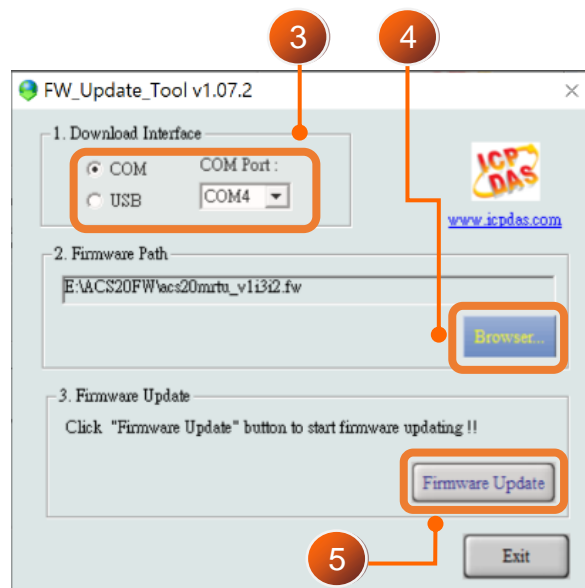 3
4
FW_Update_Tool v1.07.2
1. Download Interface
COM
COM Port :
USB
COM4
ICP
DAS
www.icpdas.com
2. Firmware Path
E:\ACS20FW\acs20mrtu_v1i3i2.fw
Browser...
3. Firmware Update
Click "Firmware Update" button to start firmware updating !!
Firmware Update
5
Exit